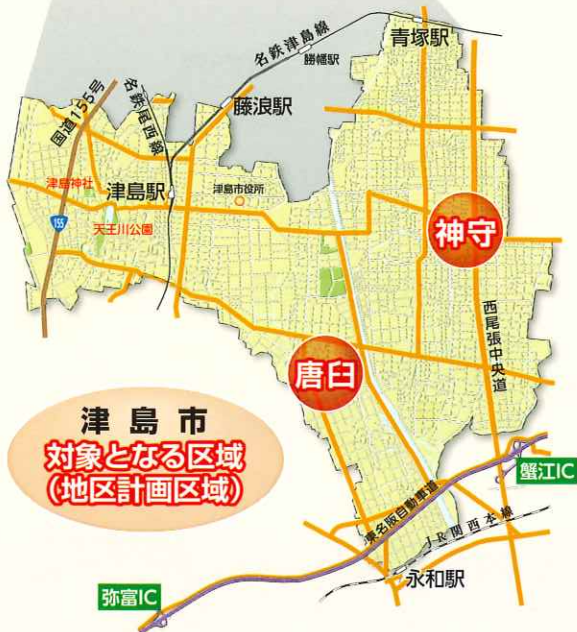 青塚駅
名鉄津島線
勝幡駅
国道155号
名鉄尾西線
藤浪駅
津島神社
津島駅
津島市役所
155
天王川公園
神守
西尾張中央道
唐臼
津島市
対象となる区域
(地区計画区域)
蟹江IC
東名阪自動車道
JR関西本線
永和駅
弥富IC